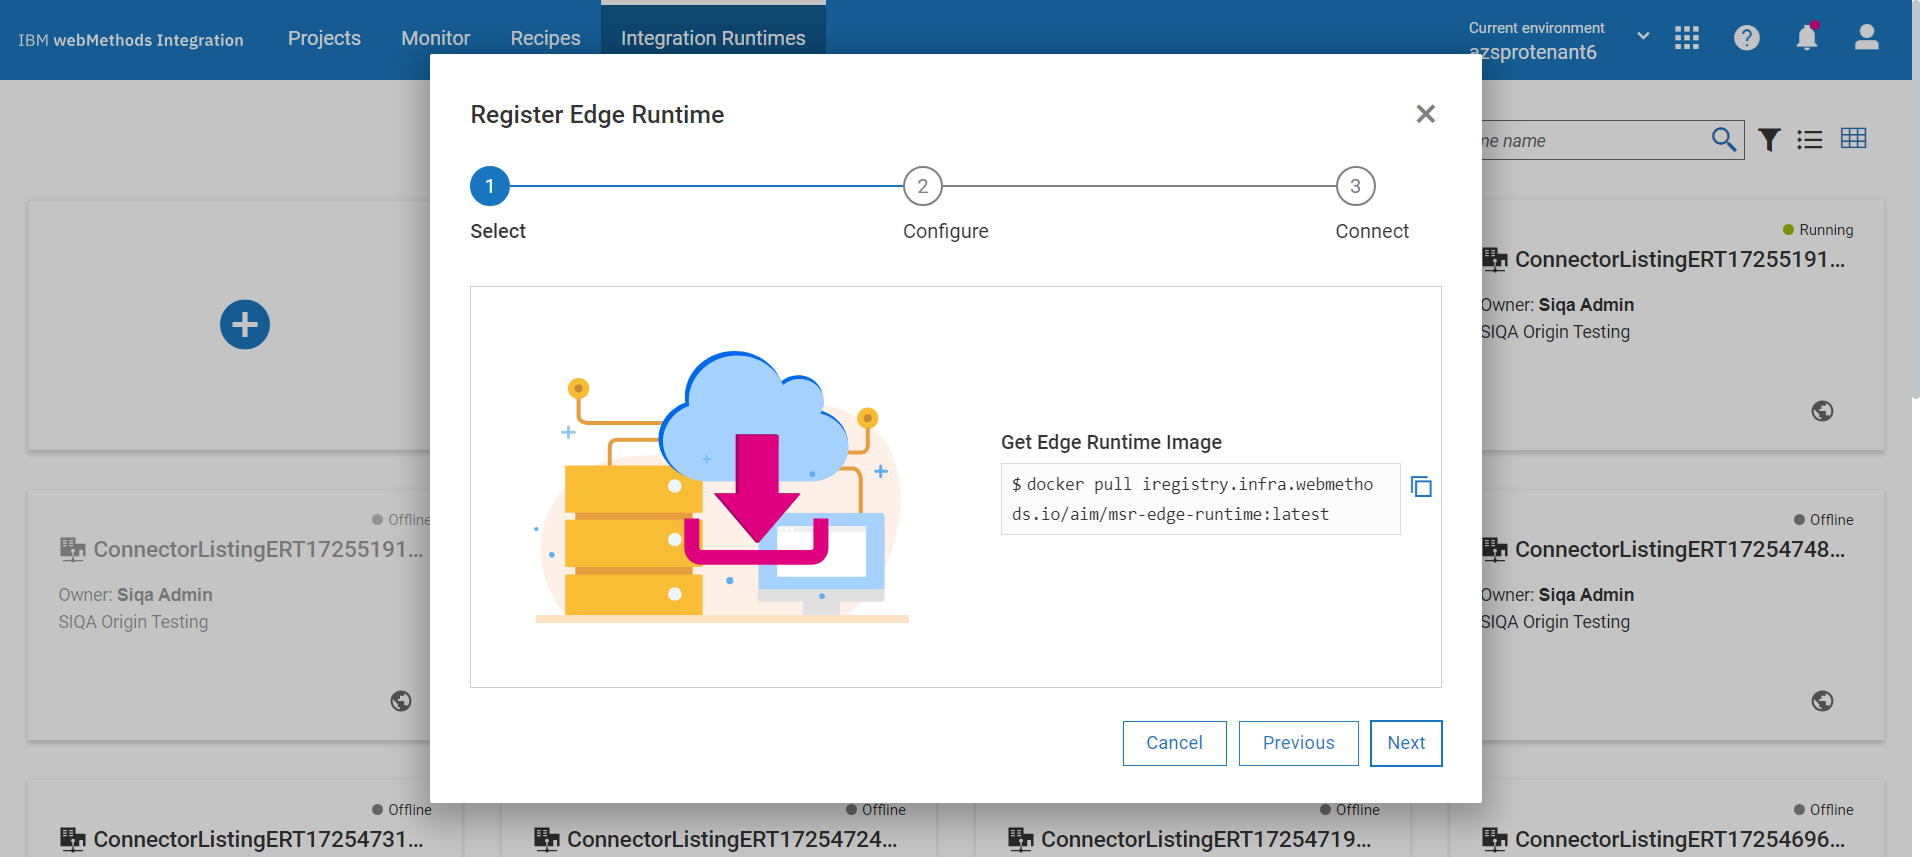 IBM webMethods Integration
Projects
Monitor
Recipes
Integration Runtimes
Current environment
azsprotenant6
Register Edge Runtime
1
2
3
Select
Configure
Connect
name
Running
ConnectorListingERT17255191...
Owner: Siqa Admin
SIQA Origin Testing
Get Edge Runtime Image
$ docker pull iregistry.infra.webmetho
ds.io/aim/msr-edge-runtime:latest
Offline
ConnectorListingERT17255191...
Owner: Siqa Admin
SIQA Origin Testing
Offline
ConnectorListingERT17254748...
Owner: Siqa Admin
SIQA Origin Testing
Cancel
Previous
Next
Offline
ConnectorListingERT17254731...
Offline
ConnectorListingERT17254724...
Offline
ConnectorListingERT17254719...
Offline
ConnectorListingERT17254696...